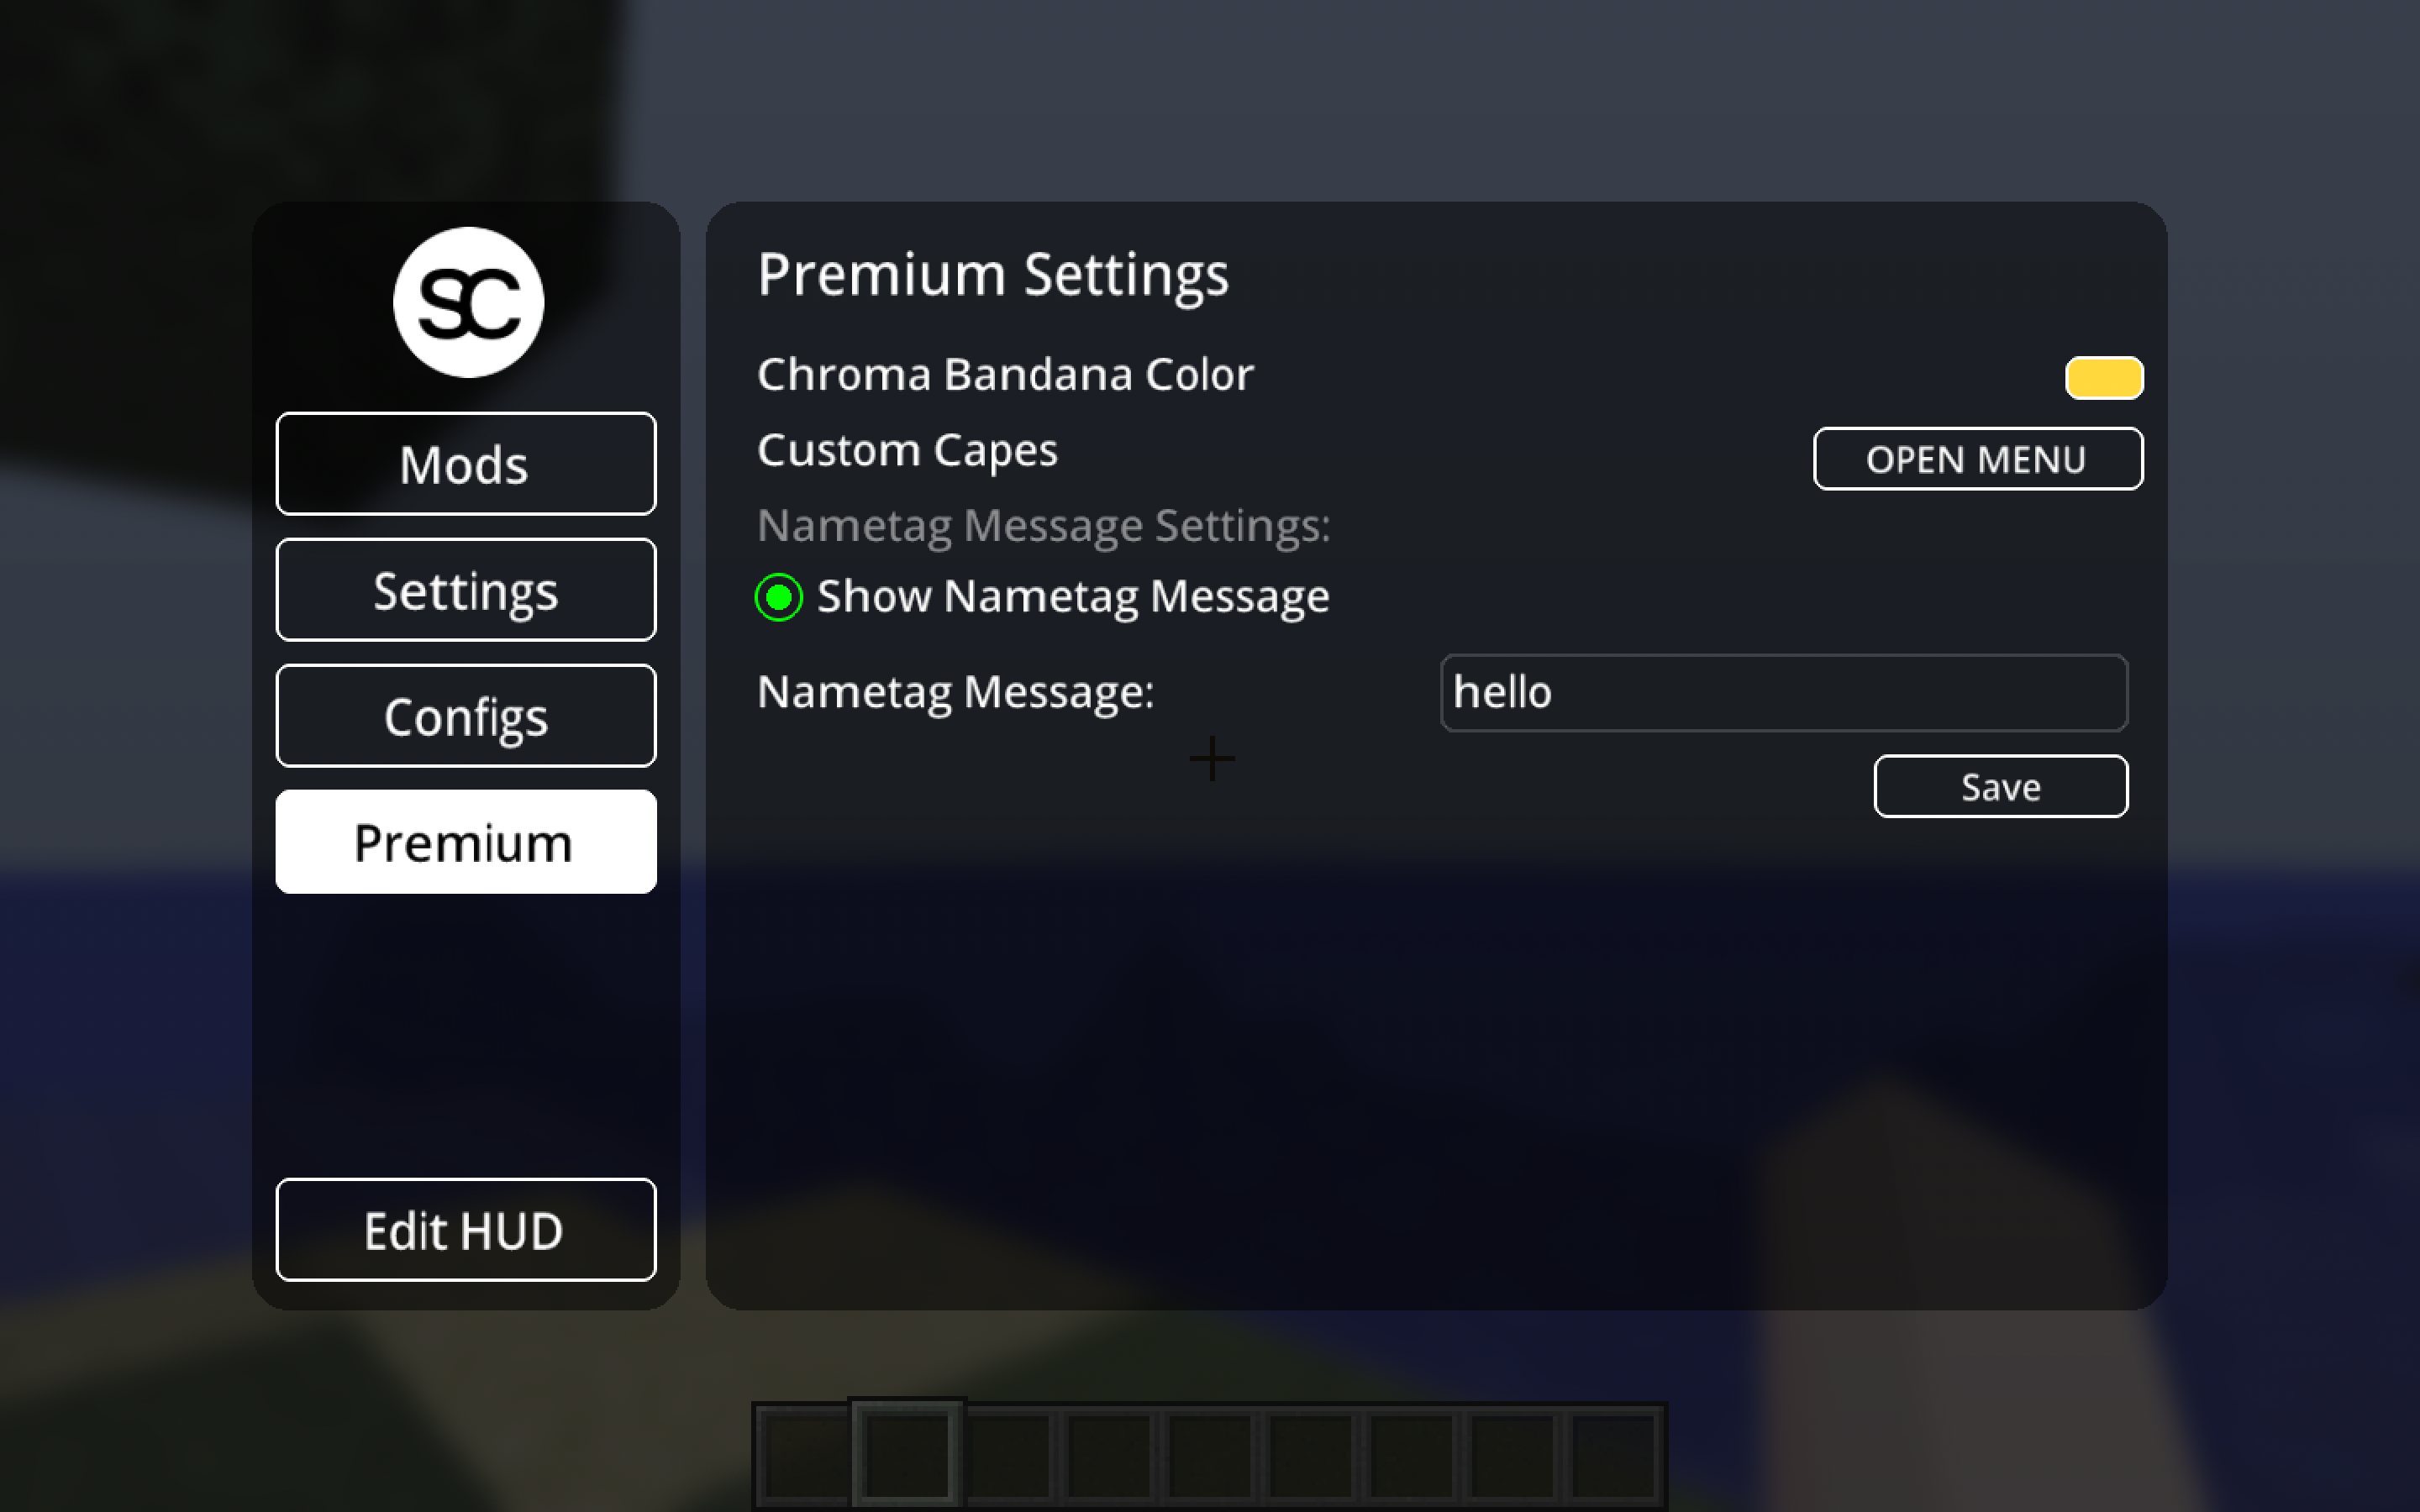 SC
Mods
Settings
Configs
Premium
Edit HUD
Premium Settings
Chroma Bandana Color
Custom Capes
OPEN MENU
Nametag Message Settings:
Show Nametag Message
Nametag Message:
hello
Save